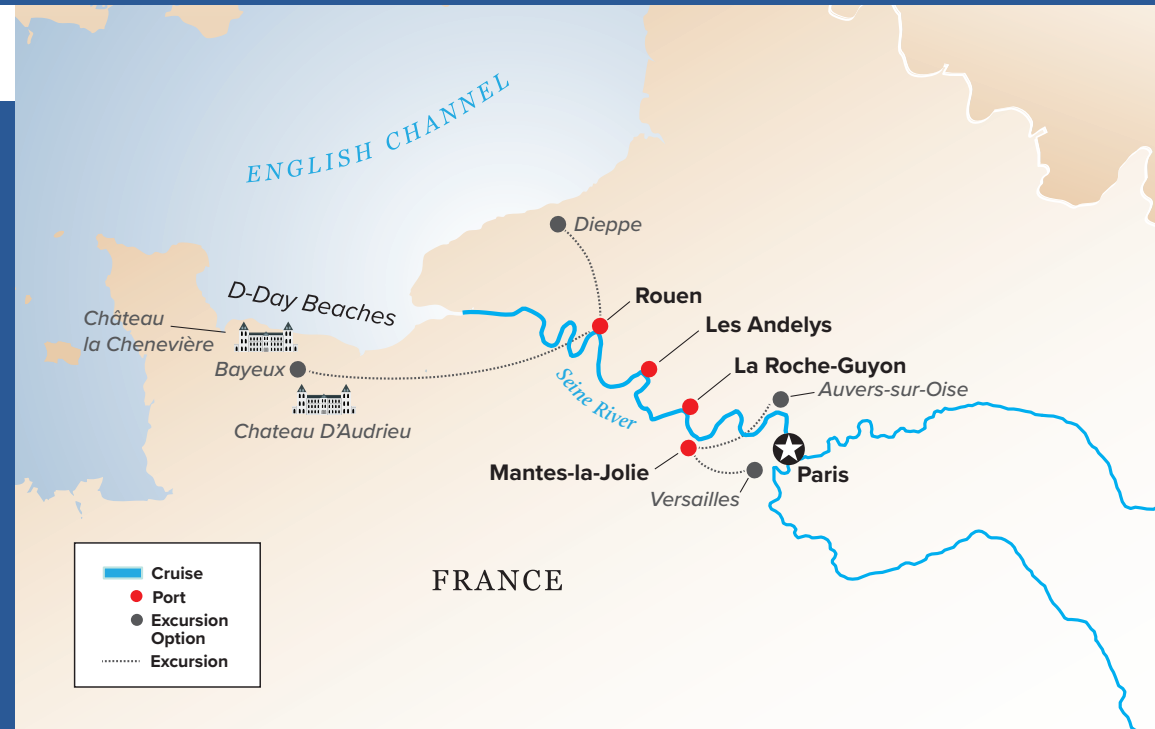 ENGLISH CHANNEL
Dieppe
D-Day Beaches
Rouen
Château
la Chenevière
Les Andelys
Bayeux
La Roche-Guyon
Seine River
Auvers-sur-Oise
Chateau D'Audrieu
Mantes-la-Jolie
Paris
Versailles
FRANCE
Cruise
Port
Excursion
Option
Excursion